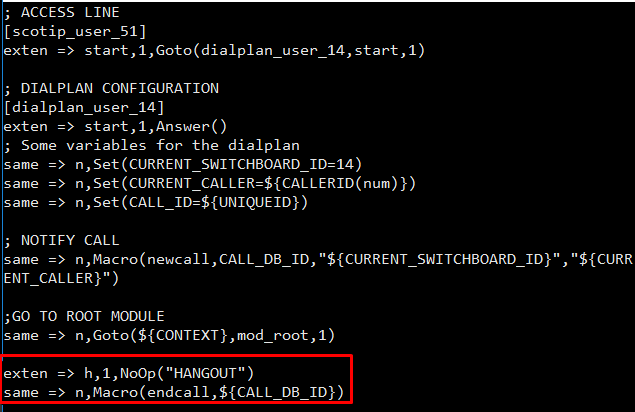 ; ACCESS LINE
[scotip_user_51]
exten => start,1,Goto(dialplan_user_14,start,1)
; DIALPLAN CONFIGURATION
[dialplan_user_14]
exten => start,1,Answer()
; Some variables for the dialplan
same => n,Set(CURRENT_SWITCHBOARD_ID=14)
same => n,Set(CURRENT_CALLER=${CALLERID(num)})
same => n,Set(CALL_ID=${UNIQUEID})
; NOTIFY CALL
same => n,Macro(newcall,CALL_DB_ID,"${CURRENT_SWITCHBOARD_ID}","${CURR
ENT_CALLER}")
;GO TO ROOT MODULE
same => n,Goto(${CONTEXT},mod_root,1)
exten => h,1,NoOp("HANGOUT")
same => n,Macro(endcall,${CALL_DB_ID})